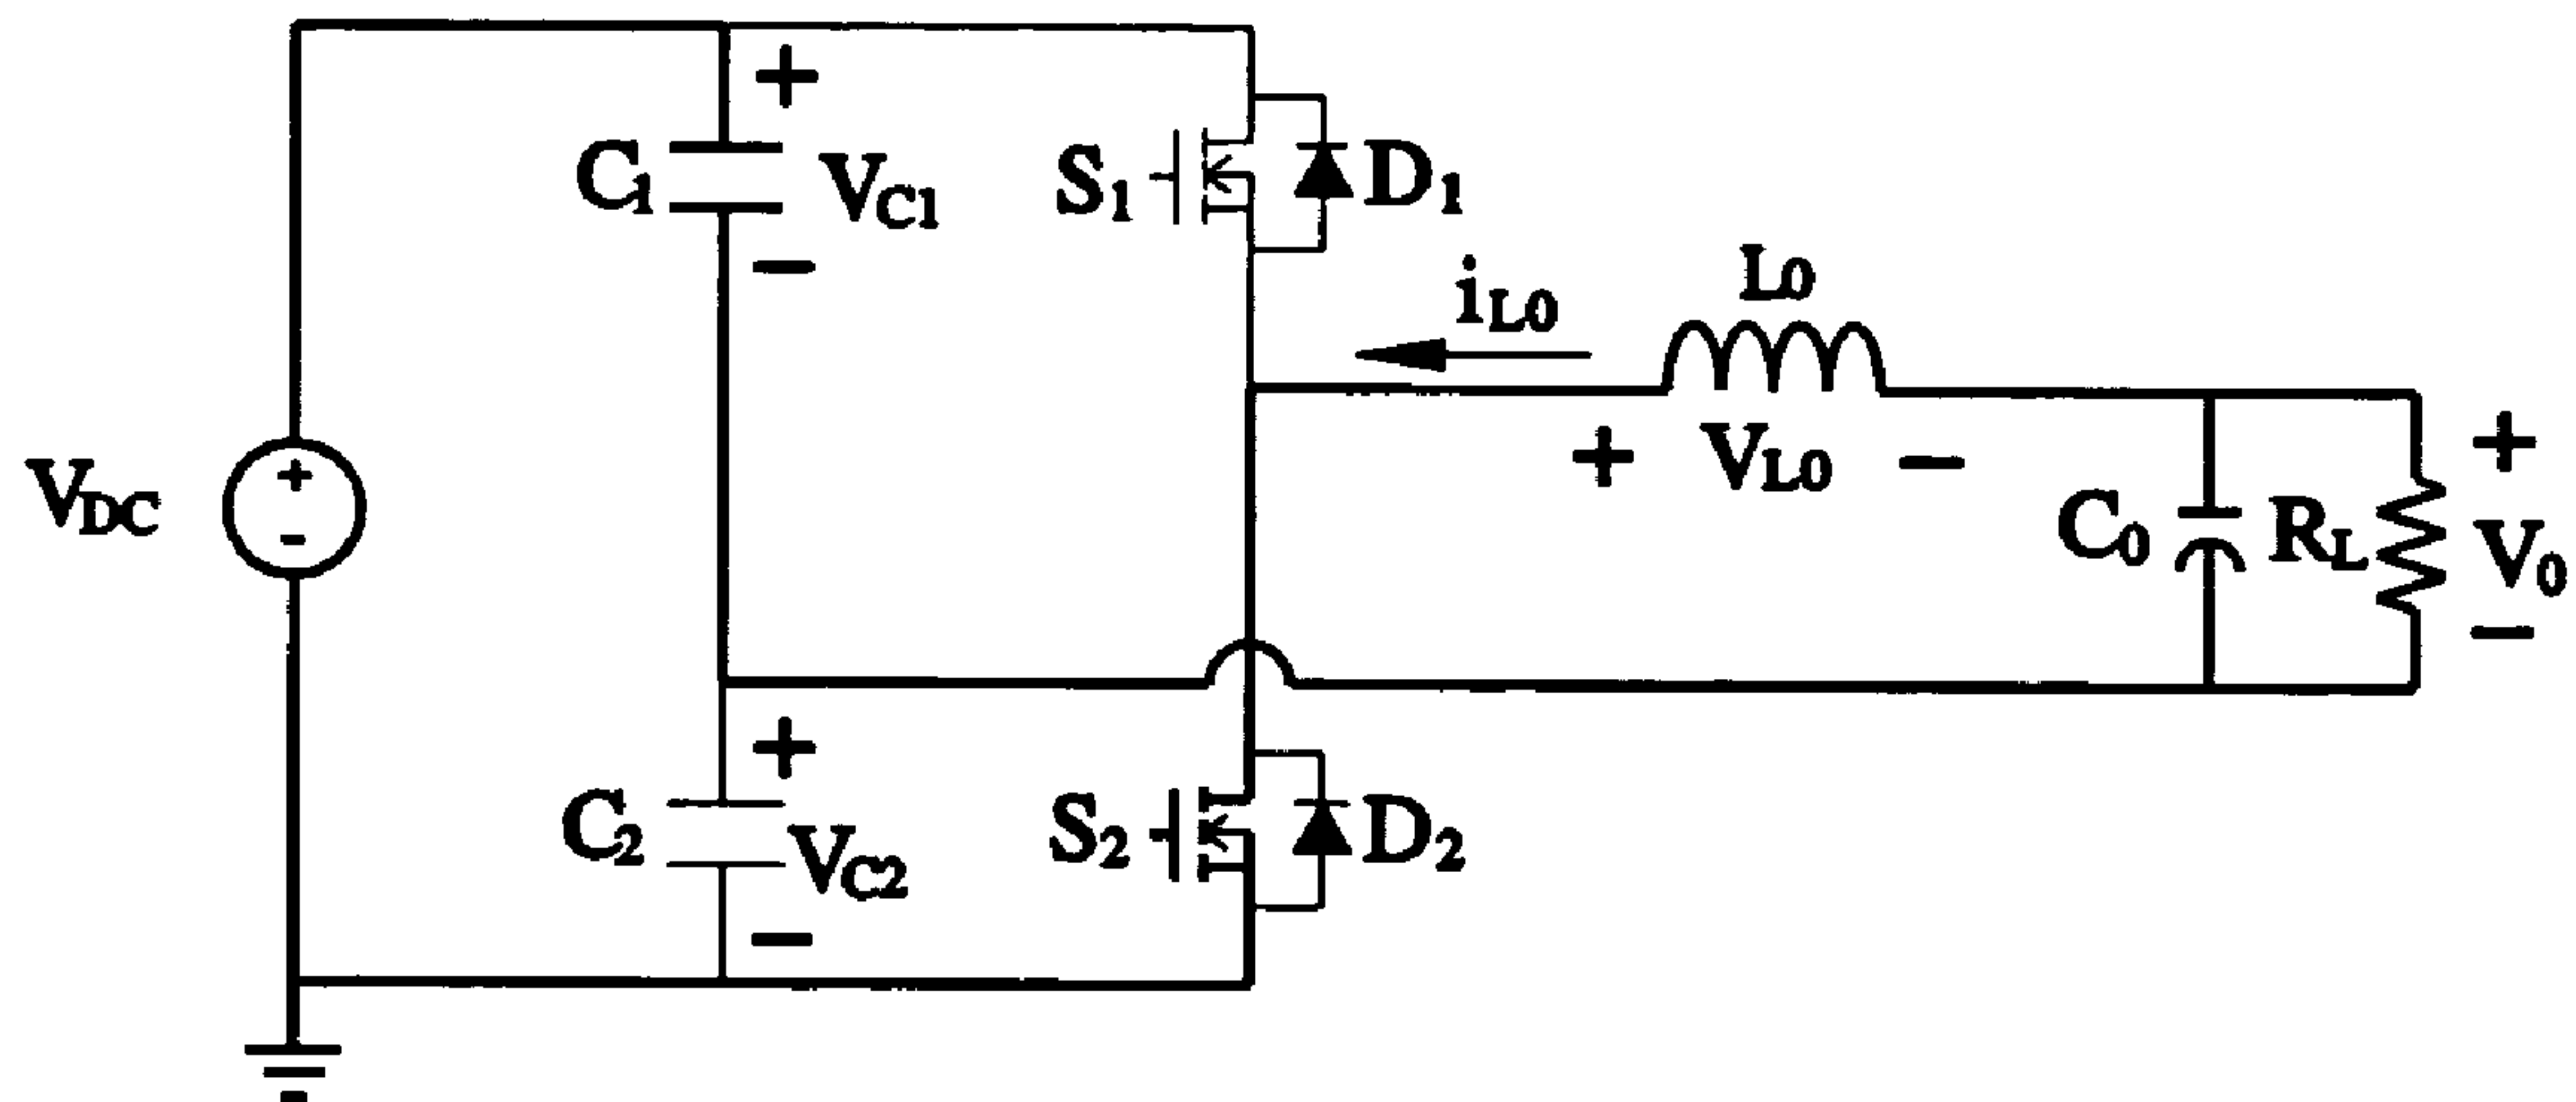 +
C1
VC1
−
S1
D1
iL0
L0
+
VL0
−
VDC
+
-
C0
RL
+
V0
−
+
C2
VC2
−
S2
D2